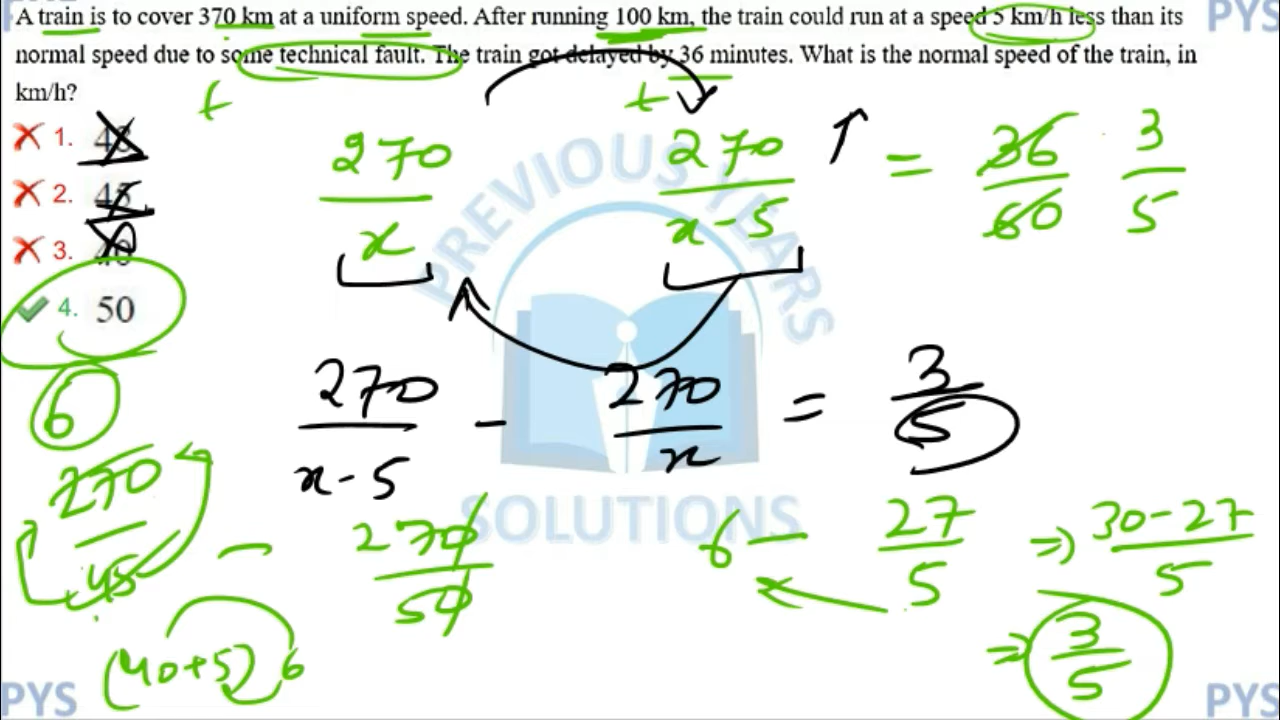 A train is to cover 370 km at a uniform speed. After running 100 km, the train could run at a speed 5 km/h less than its
normal speed due to some technical fault. The train got delayed by 36 minutes. What is the normal speed of the train, in
km/h?
PYS
t t
1.
2. 45
3. 40
4. 50
270/x 270/x-5 = 36/60 3/5
PREVIOUS YEARS
SOLUTIONS
270/x-5 - 270/x = 3/5
6
270/45 - 270/50 6 - 27/5 => 30-27/5
=> 3/5
(40+5) 6
PYS PYS